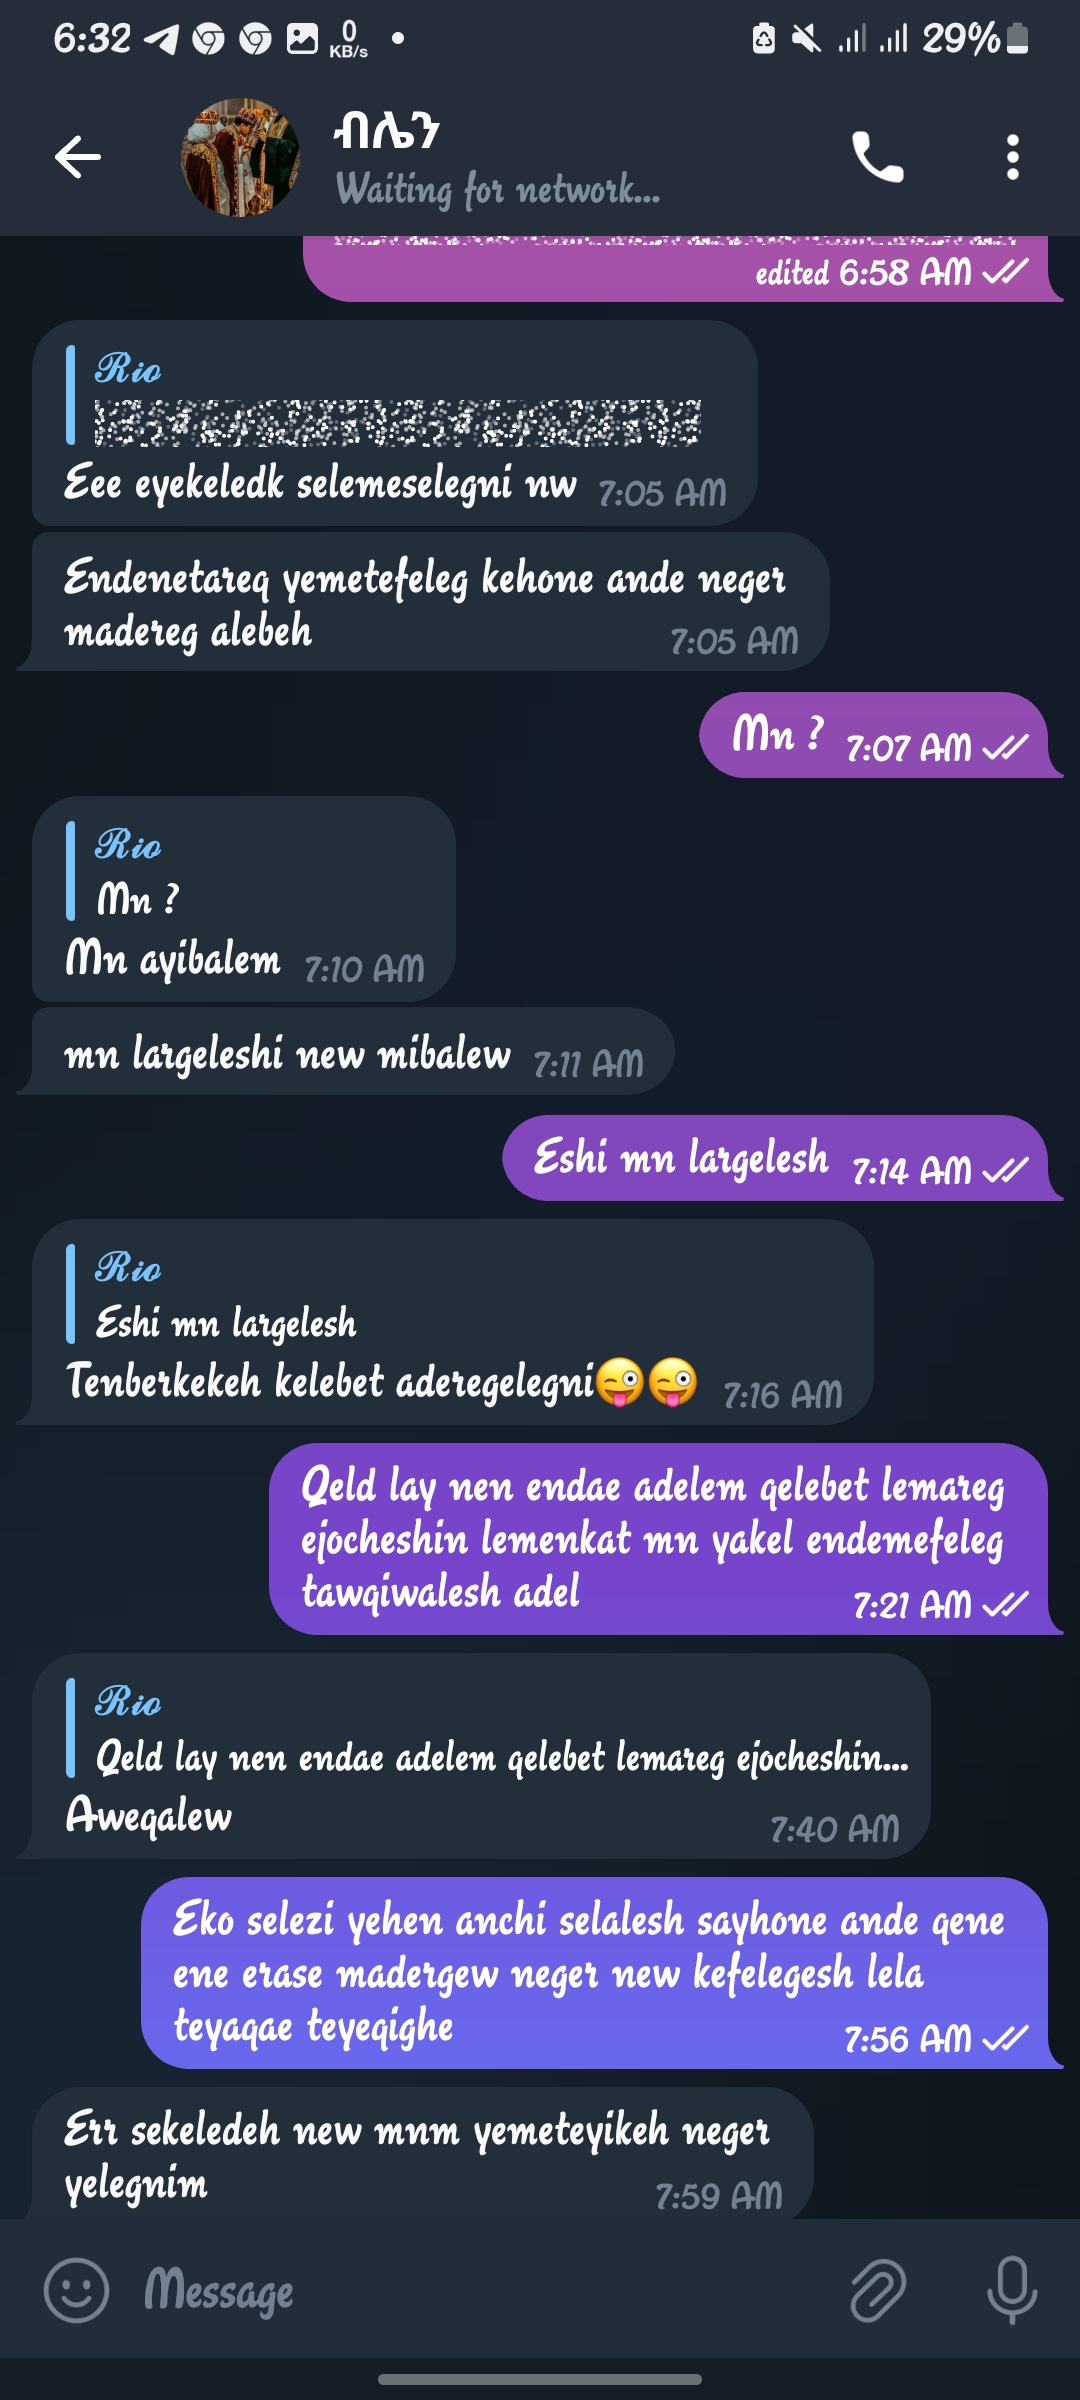 6:32
0
KB/s
29%
ብሌን
Waiting for network...
edited 6:58 AM
Rio
Eee eyekeledk selemeselegni nw 7:05 AM
Endenetareq yemetefeleg kehone ande neger
madereg alebeh 7:05 AM
Mn ? 7:07 AM
Rio
Mn ?
Mn ayibalem 7:10 AM
mn largeleshi new mibalew 7:11 AM
Eshi mn largelesh 7:14 AM
Rio
Eshi mn largelesh
Tenberkekeh kelebet aderegelegni😜😜 7:16 AM
Qeld lay nen endae adelem qelebet lemareg
ejocheshin lemenkat mn yakel endemefeleg
tawqiwalesh adel 7:21 AM
Rio
Qeld lay nen endae adelem qelebet lemareg ejocheshin...
Aweqalew 7:40 AM
Eko selezi yehen anchi selalesh sayhone ande qene
ene erase madergew neger new kefelegesh lela
teyaqae teyeqighe 7:56 AM
Err sekeledeh new mnm yemeteyikeh neger
yelegnim 7:59 AM
Message